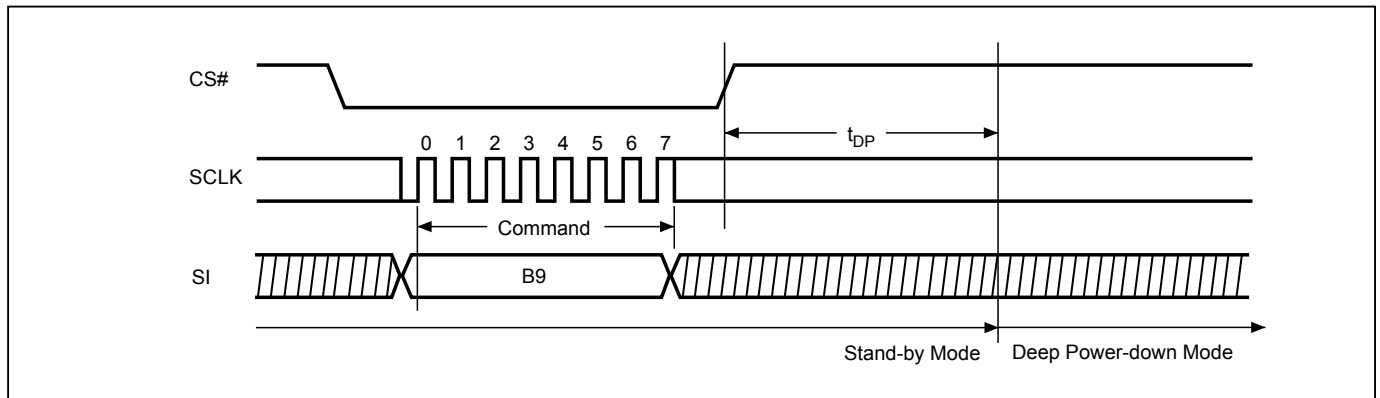 CS#
t_DP
0 1 2 3 4 5 6 7
SCLK
Command
SI
B9
Stand-by Mode Deep Power-down Mode